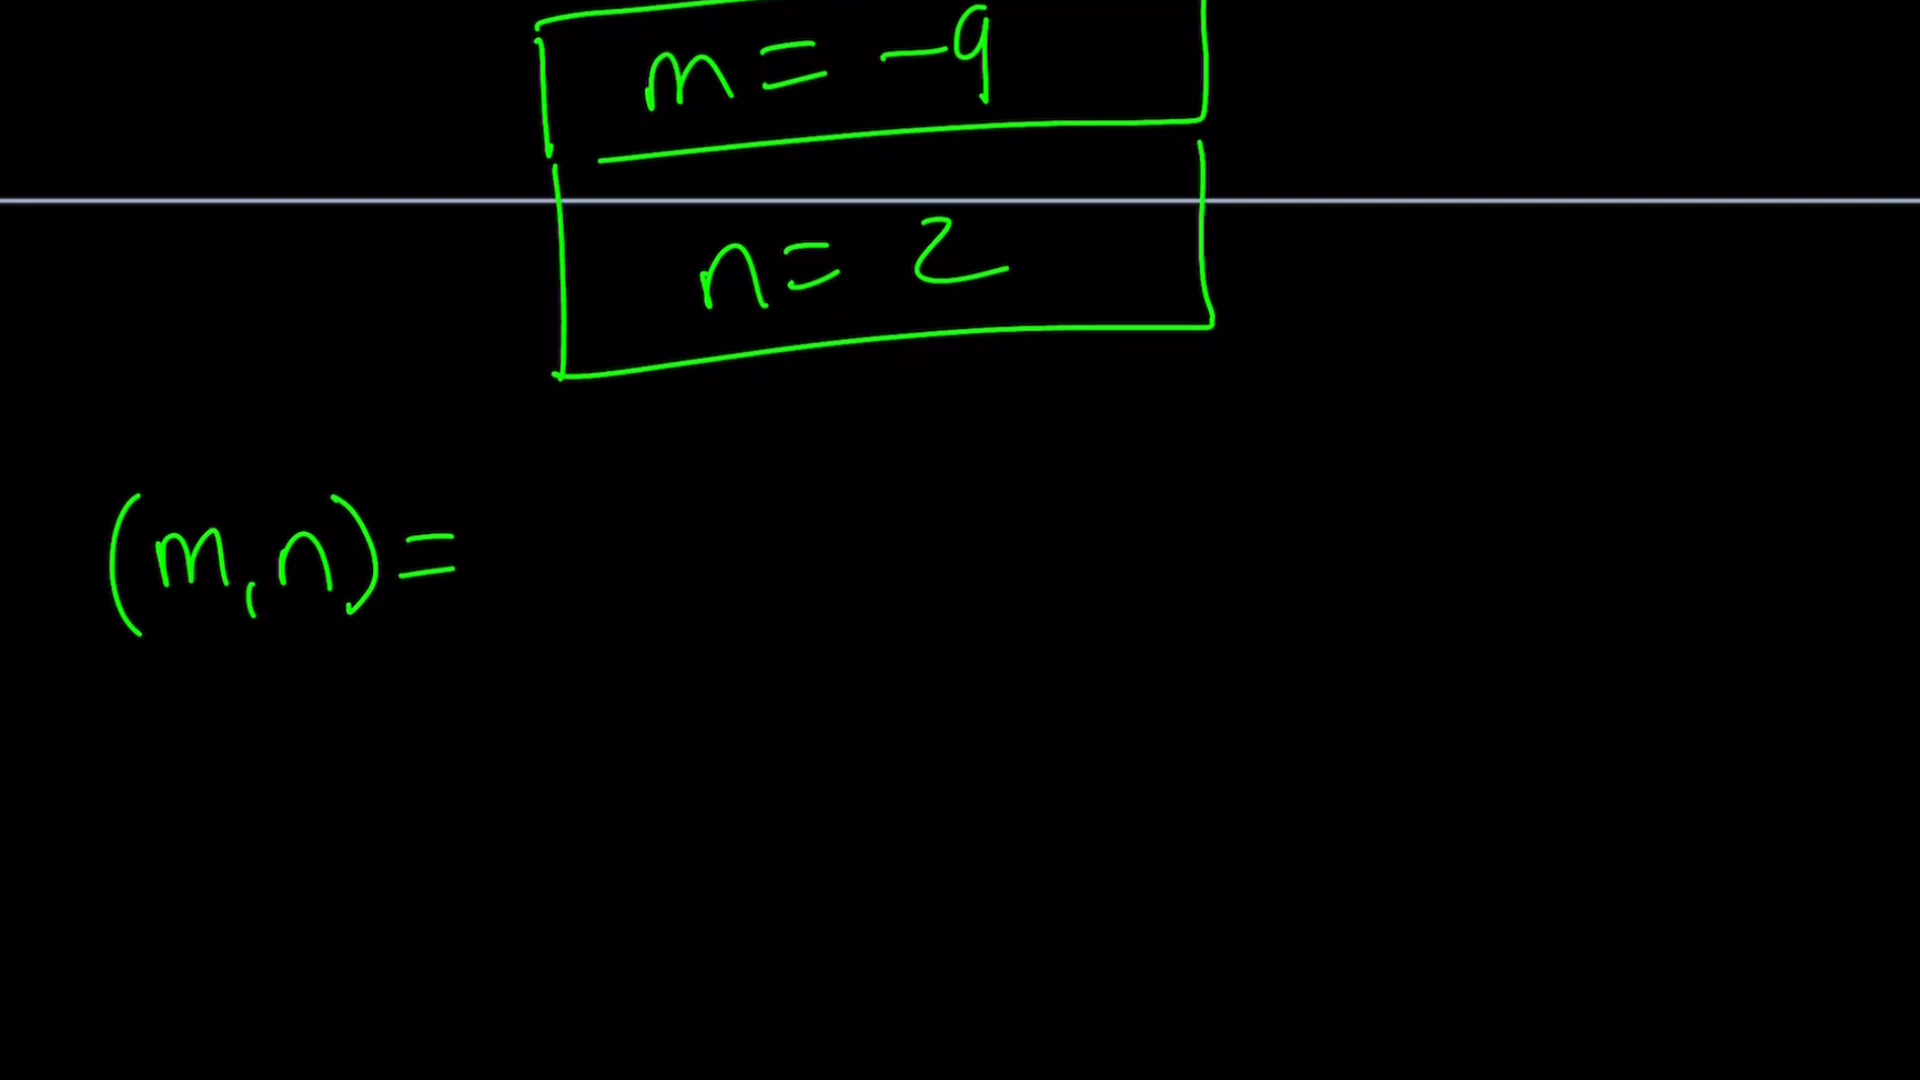 m = -9
n = 2
(m,n) =